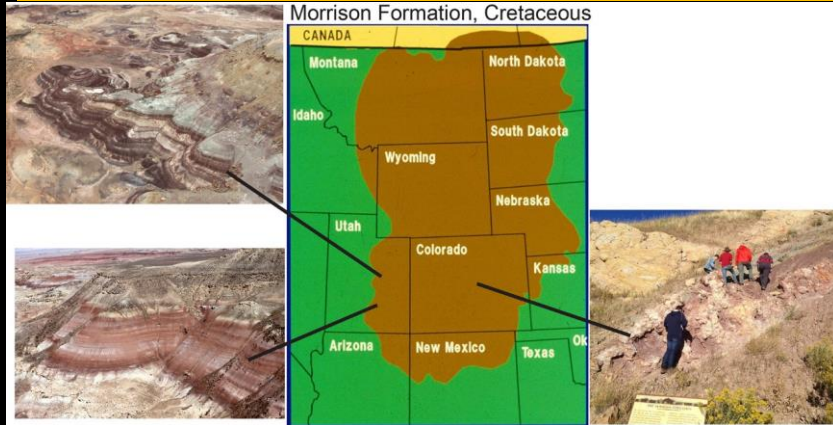 Morrison Formation, Cretaceous
CANADA
Montana
North Dakota
Idaho
South Dakota
Wyoming
Nebraska
Utah
Colorado
Kansas
Arizona
New Mexico
Texas
Ok